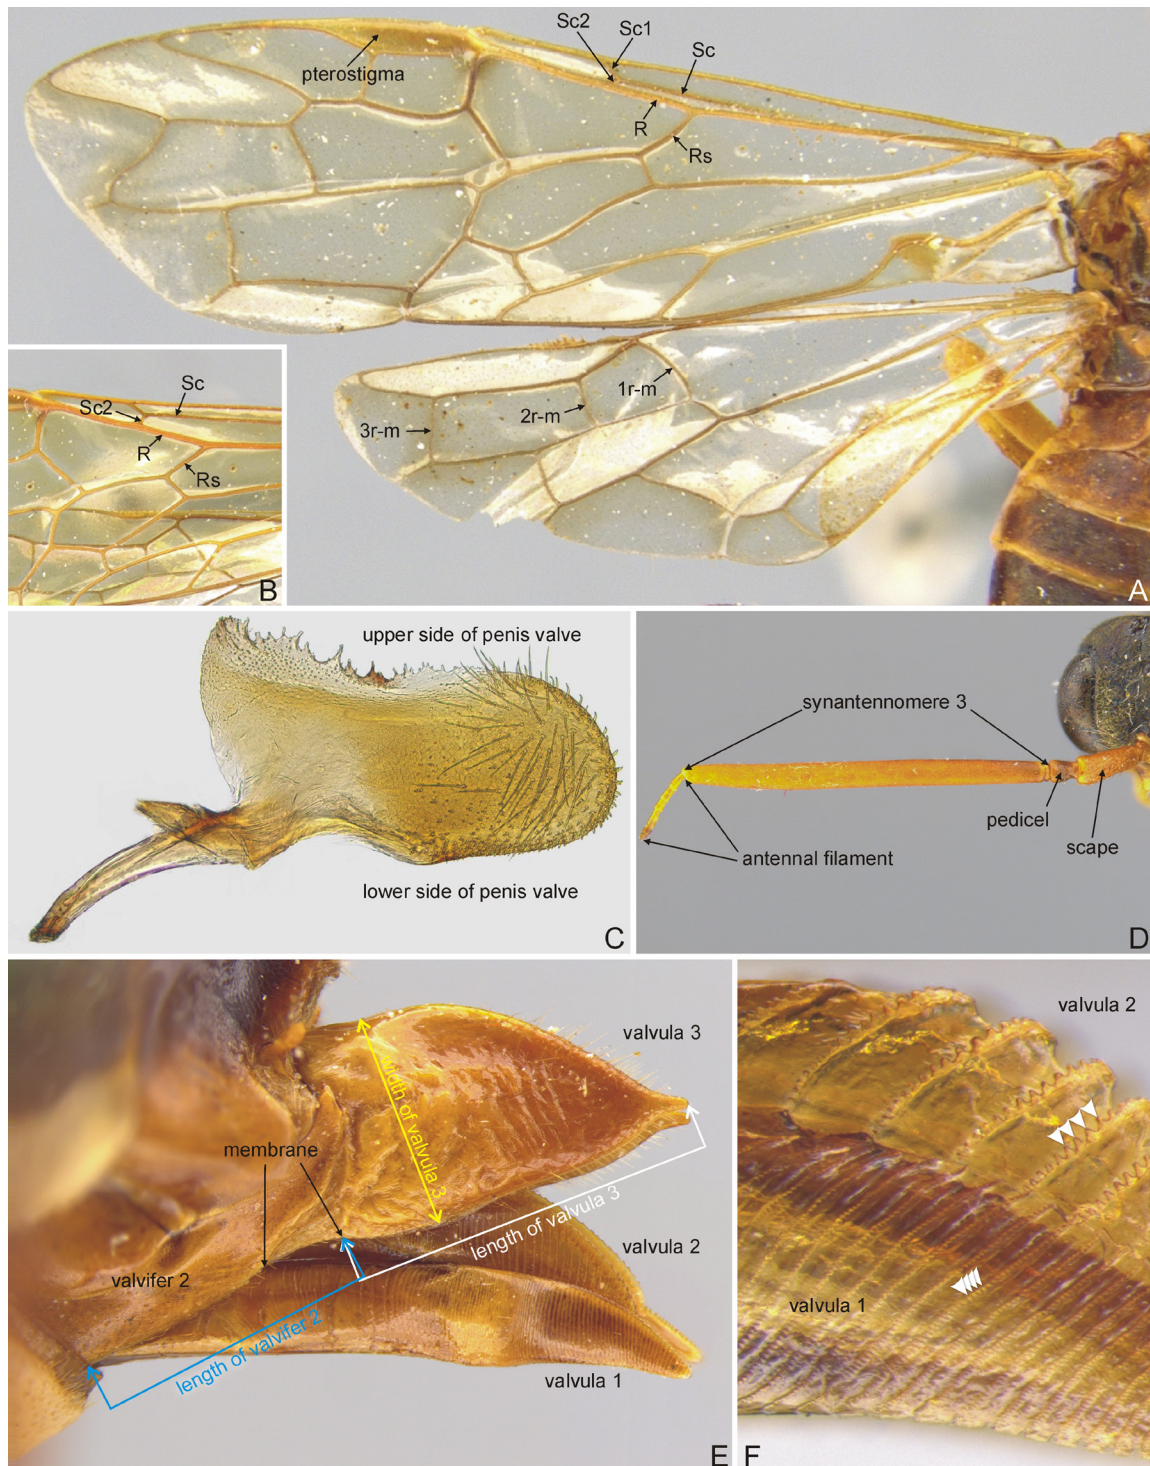 Sc2
Sc1
Sc
pterostigma
R
Rs
1r-m
2r-m
3r-m
A
Sc
Sc2
R
Rs
B
upper side of penis valve
lower side of penis valve
C
synantennomere 3
pedicel
scape
antennal filament
D
valvula 3
width of valvula 3
membrane
length of valvula 3
valvula 2
valvifer 2
length of valvifer 2
valvula 1
E
valvula 2
valvula 1
F